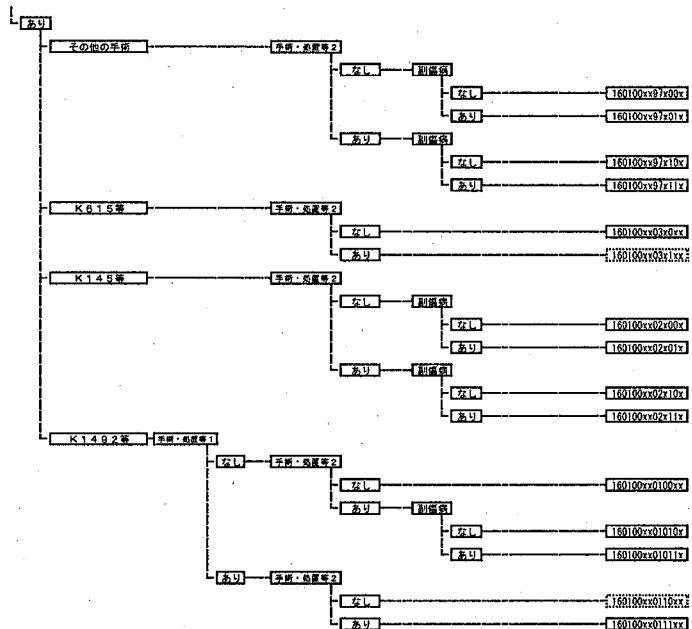 あり
その他の手術 手術・処置等2
なし 副傷病
なし 160100xx97x00x
あり 160100xx97x01x
あり 副傷病
なし 160100xx97x10x
あり 160100xx97x11x
K615等 手術・処置等2
なし 160100xx03x0xx
あり 160100xx03x1xx
K145等 手術・処置等2
なし 副傷病
なし 160100xx02x00x
あり 160100xx02x01x
あり 副傷病
なし 160100xx02x10x
あり 160100xx02x11x
K1492等 手術・処置等1
なし 手術・処置等2
なし 160100xx0100xx
あり 副傷病
なし 160100xx01010x
あり 160100xx01011x
あり 手術・処置等2
なし 160100xx0110xx
あり 160100xx0111xx